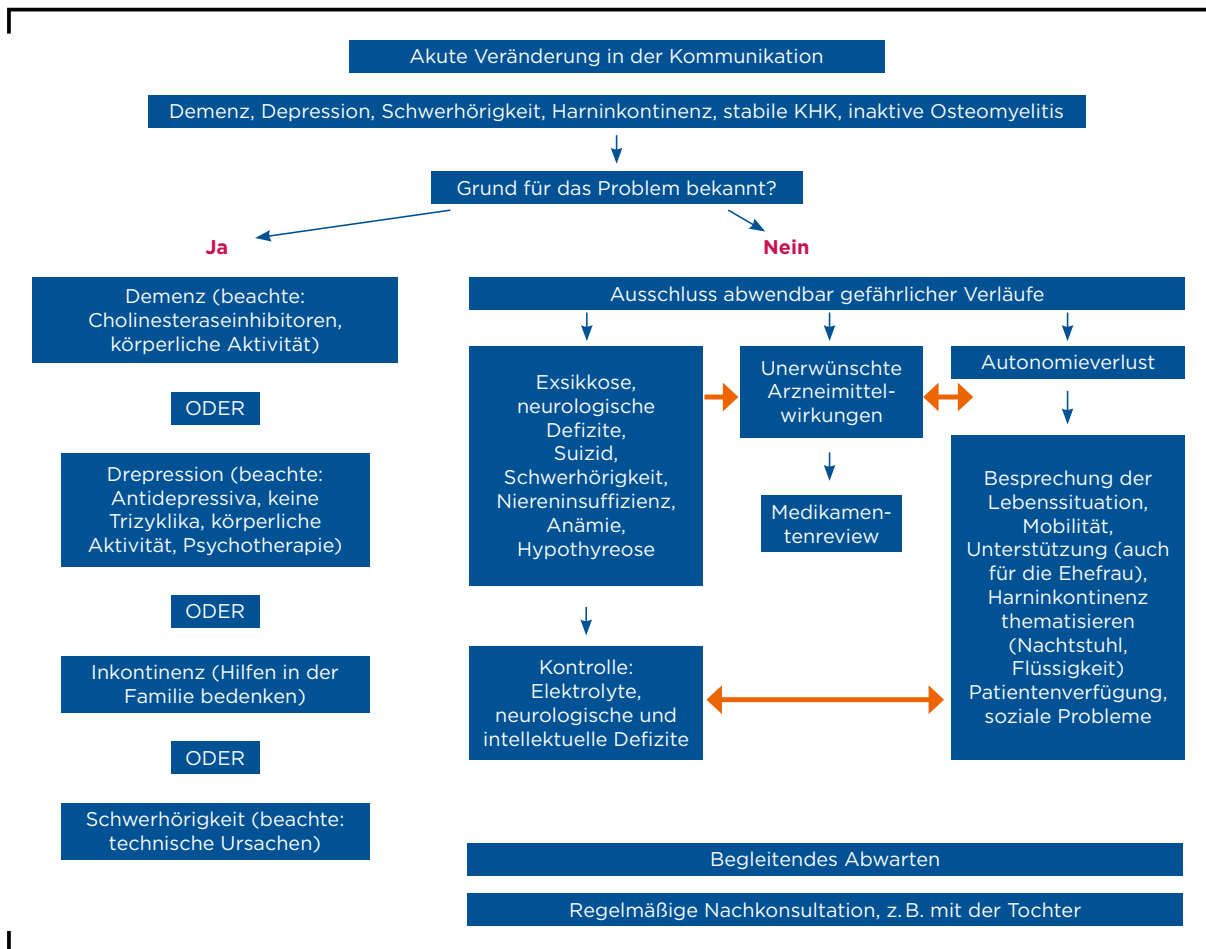 Akute Veränderung in der Kommunikation
Demenz, Depression, Schwerhörigkeit, Harninkontinenz, stabile KHK, inaktive Osteomyelitis
Grund für das Problem bekannt?
Ja
Demenz (beachte:
Cholinesteraseinhibitoren,
körperliche Aktivität)
ODER
Drepression (beachte:
Antidepressiva, keine
Trizyklika, körperliche
Aktivität, Psychotherapie)
ODER
Inkontinenz (Hilfen in der
Familie bedenken)
ODER
Schwerhörigkeit (beachte:
technische Ursachen)
Nein
Ausschluss abwendbar gefährlicher Verläufe
Exsikkose,
neurologische
Defizite,
Suizid,
Schwerhörigkeit,
Niereninsuffizienz,
Anämie,
Hypothyreose
Kontrolle:
Elektrolyte,
neurologische und
intellektuelle Defizite
Unerwünschte
Arzneimittel-
wirkungen
Medikamen-
tenreview
Autonomieverlust
Besprechung der
Lebenssituation,
Mobilität,
Unterstützung (auch
für die Ehefrau),
Harninkontinenz
thematisieren
(Nachtstuhl,
Flüssigkeit)
Patientenverfügung,
soziale Probleme
Begleitendes Abwarten
Regelmäßige Nachkonsultation, z. B. mit der Tochter